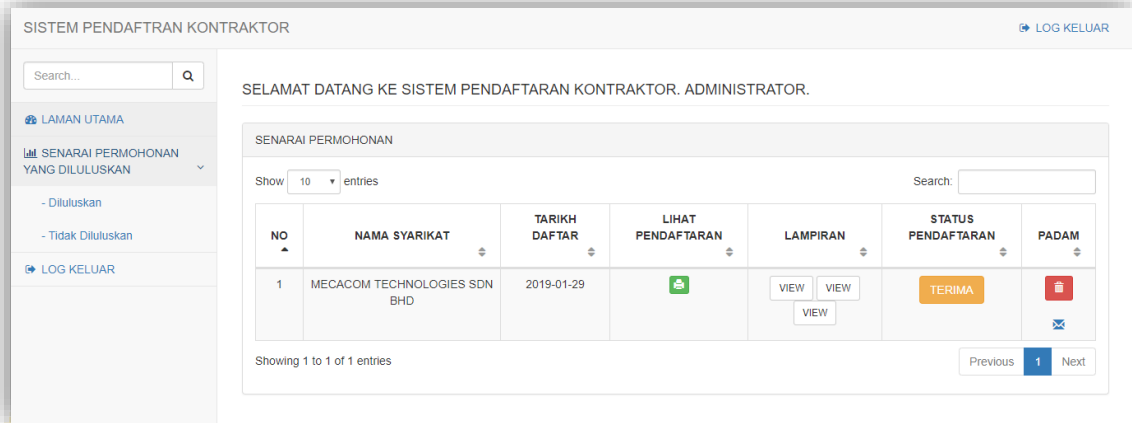 SISTEM PENDAFTRAN KONTRAKTOR
LOG KELUAR
Search...
SELAMAT DATANG KE SISTEM PENDAFTARAN KONTRAKTOR. ADMINISTRATOR.
LAMAN UTAMA
SENARAI PERMOHONAN
YANG DILULUSKAN
- Diluluskan
- Tidak Diluluskan
LOG KELUAR
SENARAI PERMOHONAN
Show 10 entries
Search:
NO
NAMA SYARIKAT
TARIKH
DAFTAR
LIHAT
PENDAFTARAN
LAMPIRAN
STATUS
PENDAFTARAN
PADAM
1
MECACOM TECHNOLOGIES SDN
BHD
2019-01-29
VIEW VIEW
VIEW
TERIMA
Showing 1 to 1 of 1 entries
Previous 1 Next